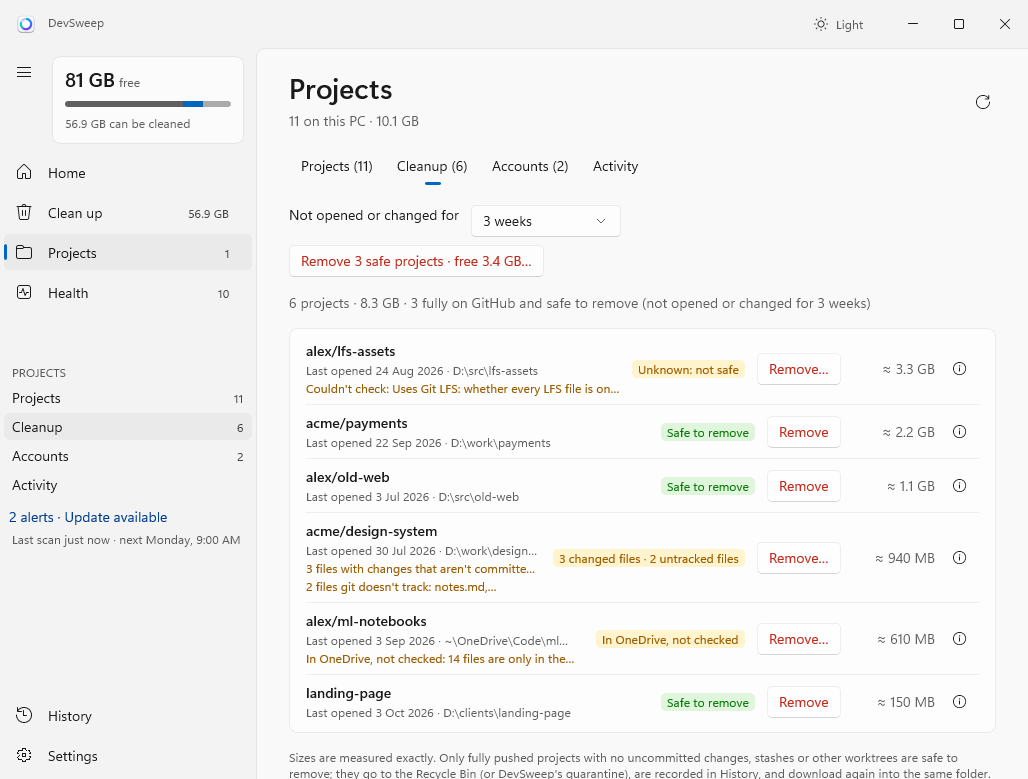 DevSweep
Light
81 GB free
56.9 GB can be cleaned
Home
Clean up 56.9 GB
Projects 1
Health 10
PROJECTS
Projects 11
Cleanup 6
Accounts 2
Activity
2 alerts · Update available
Last scan just now · next Monday, 9:00 AM
History
Settings
Projects
11 on this PC · 10.1 GB
Projects (11) Cleanup (6) Accounts (2) Activity
Not opened or changed for 3 weeks
Remove 3 safe projects · free 3.4 GB...
6 projects · 8.3 GB · 3 fully on GitHub and safe to remove (not opened or changed for 3 weeks)
alex/lfs-assets
Last opened 24 Aug 2026 · D:\src\lfs-assets
Couldn't check: Uses Git LFS: whether every LFS file is on...
Unknown: not safe Remove... ≈ 3.3 GB
acme/payments
Last opened 22 Sep 2026 · D:\work\payments
Safe to remove Remove ≈ 2.2 GB
alex/old-web
Last opened 3 Jul 2026 · D:\src\old-web
Safe to remove Remove ≈ 1.1 GB
acme/design-system
Last opened 30 Jul 2026 · D:\work\design...
3 files with changes that aren't committe...
2 files git doesn't track: notes.md,...
3 changed files · 2 untracked files Remove... ≈ 940 MB
alex/ml-notebooks
Last opened 3 Sep 2026 · ~\OneDrive\Code\ml...
In OneDrive, not checked: 14 files are only in the...
In OneDrive, not checked Remove... ≈ 610 MB
landing-page
Last opened 3 Oct 2026 · D:\clients\landing-page
Safe to remove Remove ≈ 150 MB
Sizes are measured exactly. Only fully pushed projects with no uncommitted changes, stashes or other worktrees are safe to
remove; they go to the Recycle Bin (or DevSweep's quarantine), are recorded in History, and download again into the same folder.